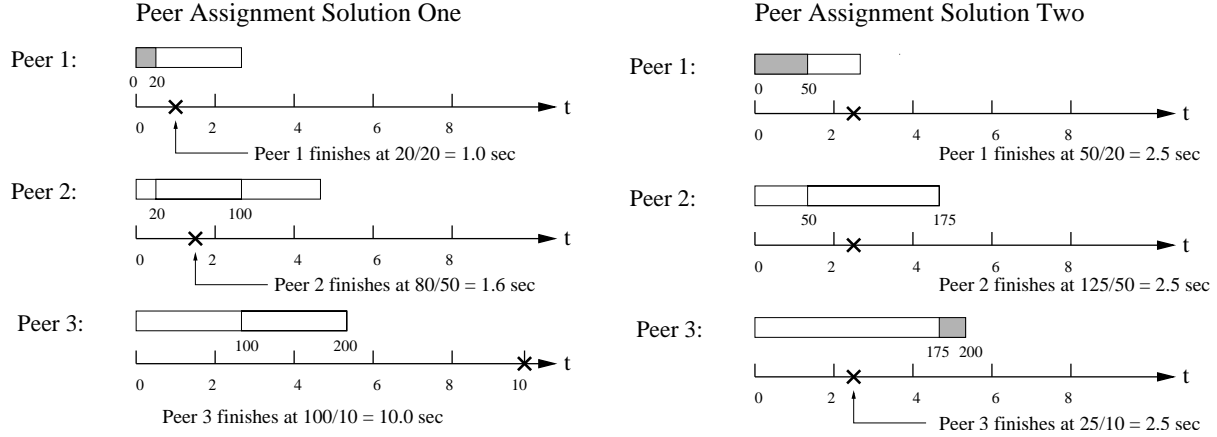 Peer Assignment Solution One
Peer 1:
0 20
t
0 2 4 6 8
Peer 1 finishes at 20/20 = 1.0 sec
Peer 2:
20 100
t
0 2 4 6 8
Peer 2 finishes at 80/50 = 1.6 sec
Peer 3:
100 200
t
0 2 4 6 8 10
Peer 3 finishes at 100/10 = 10.0 sec
Peer Assignment Solution Two
Peer 1:
0 50
t
0 2 4 6 8
Peer 1 finishes at 50/20 = 2.5 sec
Peer 2:
50 175
t
0 2 4 6 8
Peer 2 finishes at 125/50 = 2.5 sec
Peer 3:
175 200
t
0 2 4 6 8
Peer 3 finishes at 25/10 = 2.5 sec